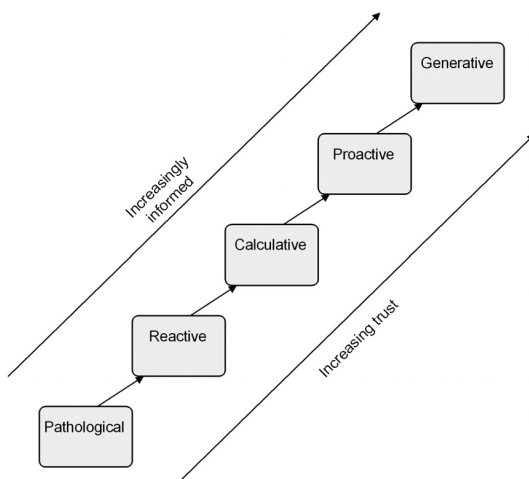 Generative
Proactive
Increasingly
informed
Calculative
Increasing trust
Reactive
Pathological